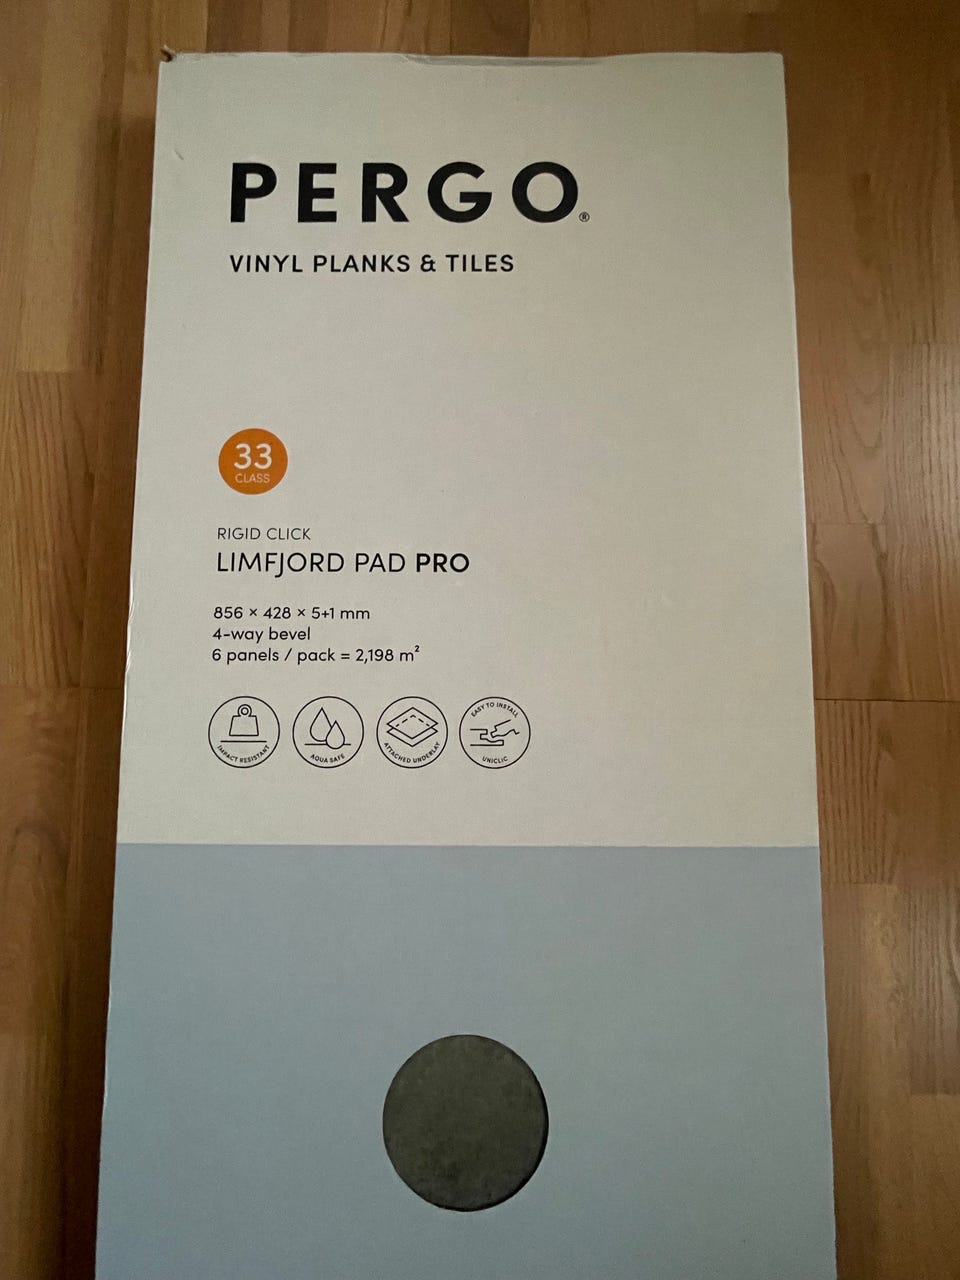 PERGO®
VINYL PLANKS & TILES
33
CLASS
RIGID CLICK
LIMFJORD PAD PRO
856 × 428 × 5+1 mm
4-way bevel
6 panels / pack = 2,198 m²
IMPACT RESISTANT
AQUA SAFE
ATTACHED UNDERLAY
EASY TO INSTALL
UNICLIC